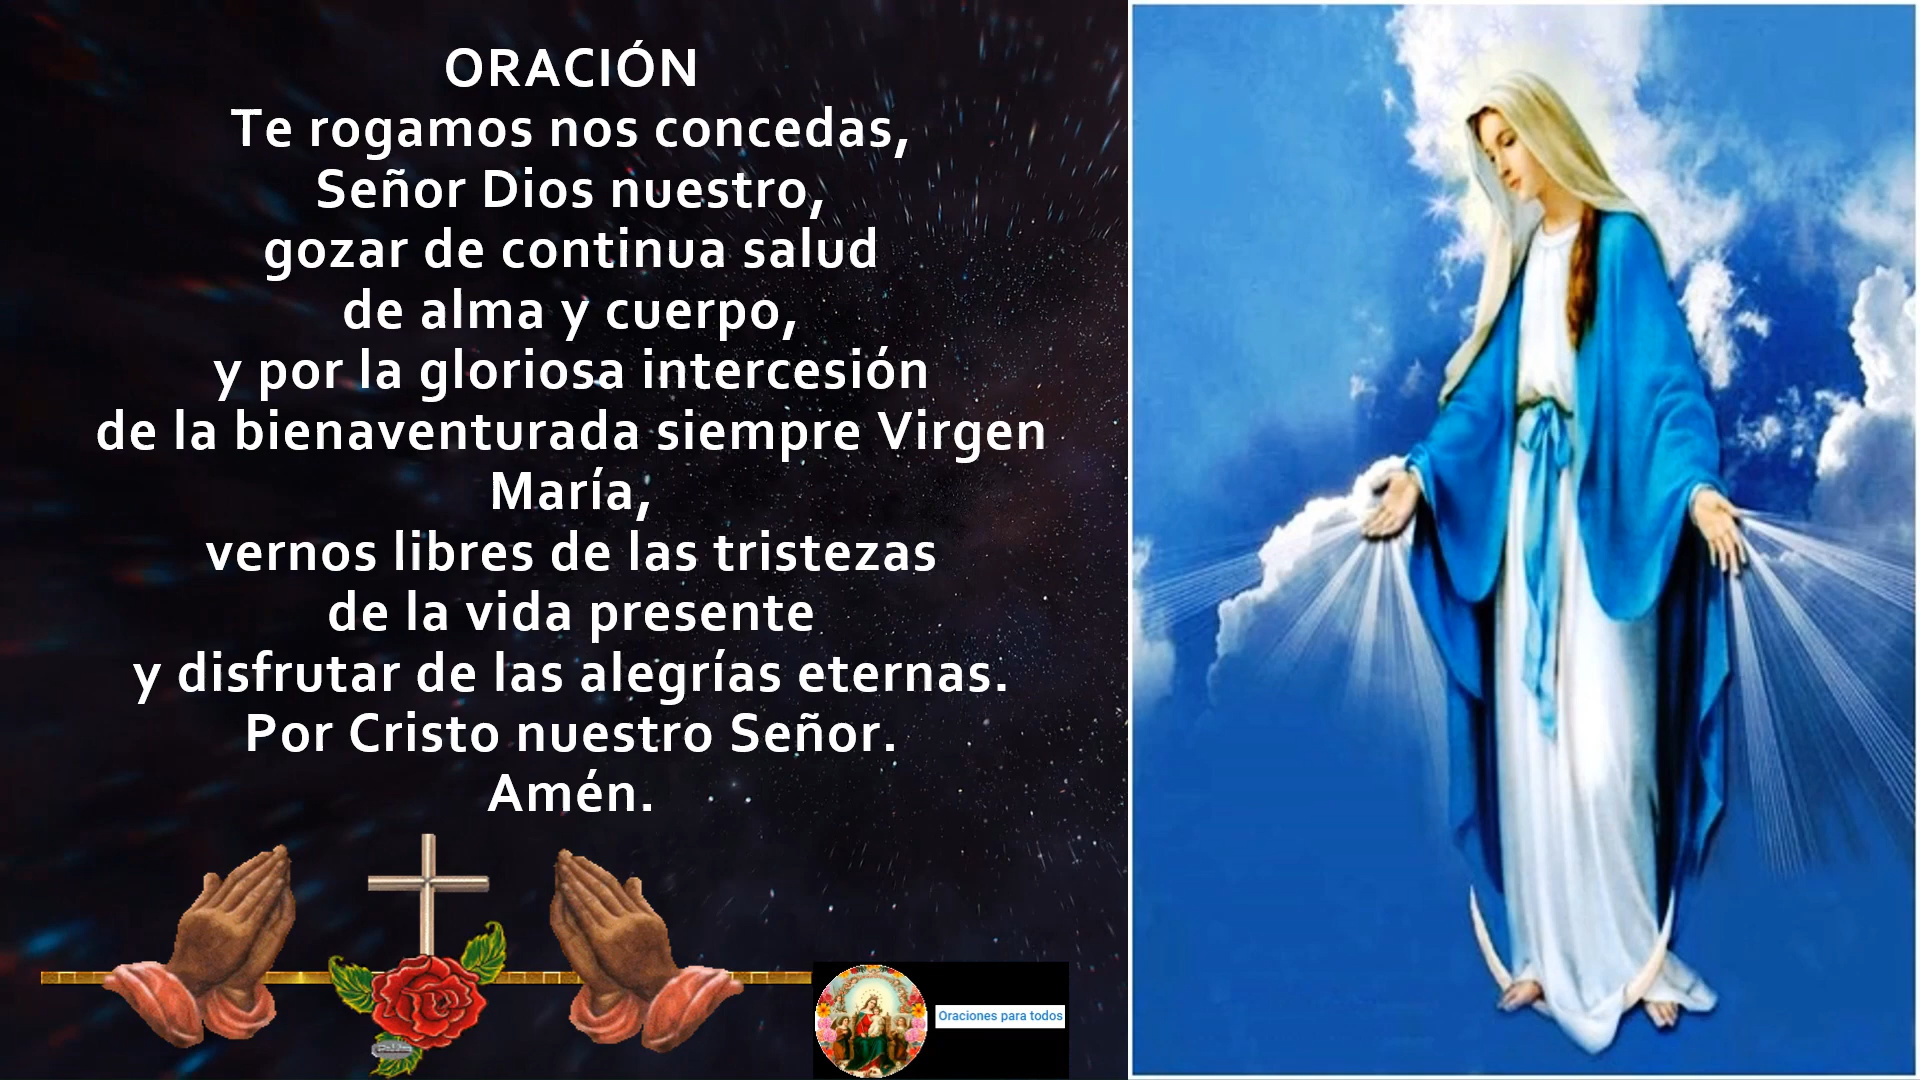 ORACIÓN
Te rogamos nos concedas,
Señor Dios nuestro,
gozar de continua salud
de alma y cuerpo,
y por la gloriosa intercesión
de la bienaventurada siempre Virgen
María,
vernos libres de las tristezas
de la vida presente
y disfrutar de las alegrías eternas.
Por Cristo nuestro Señor.
Amén.
Oraciones para todos